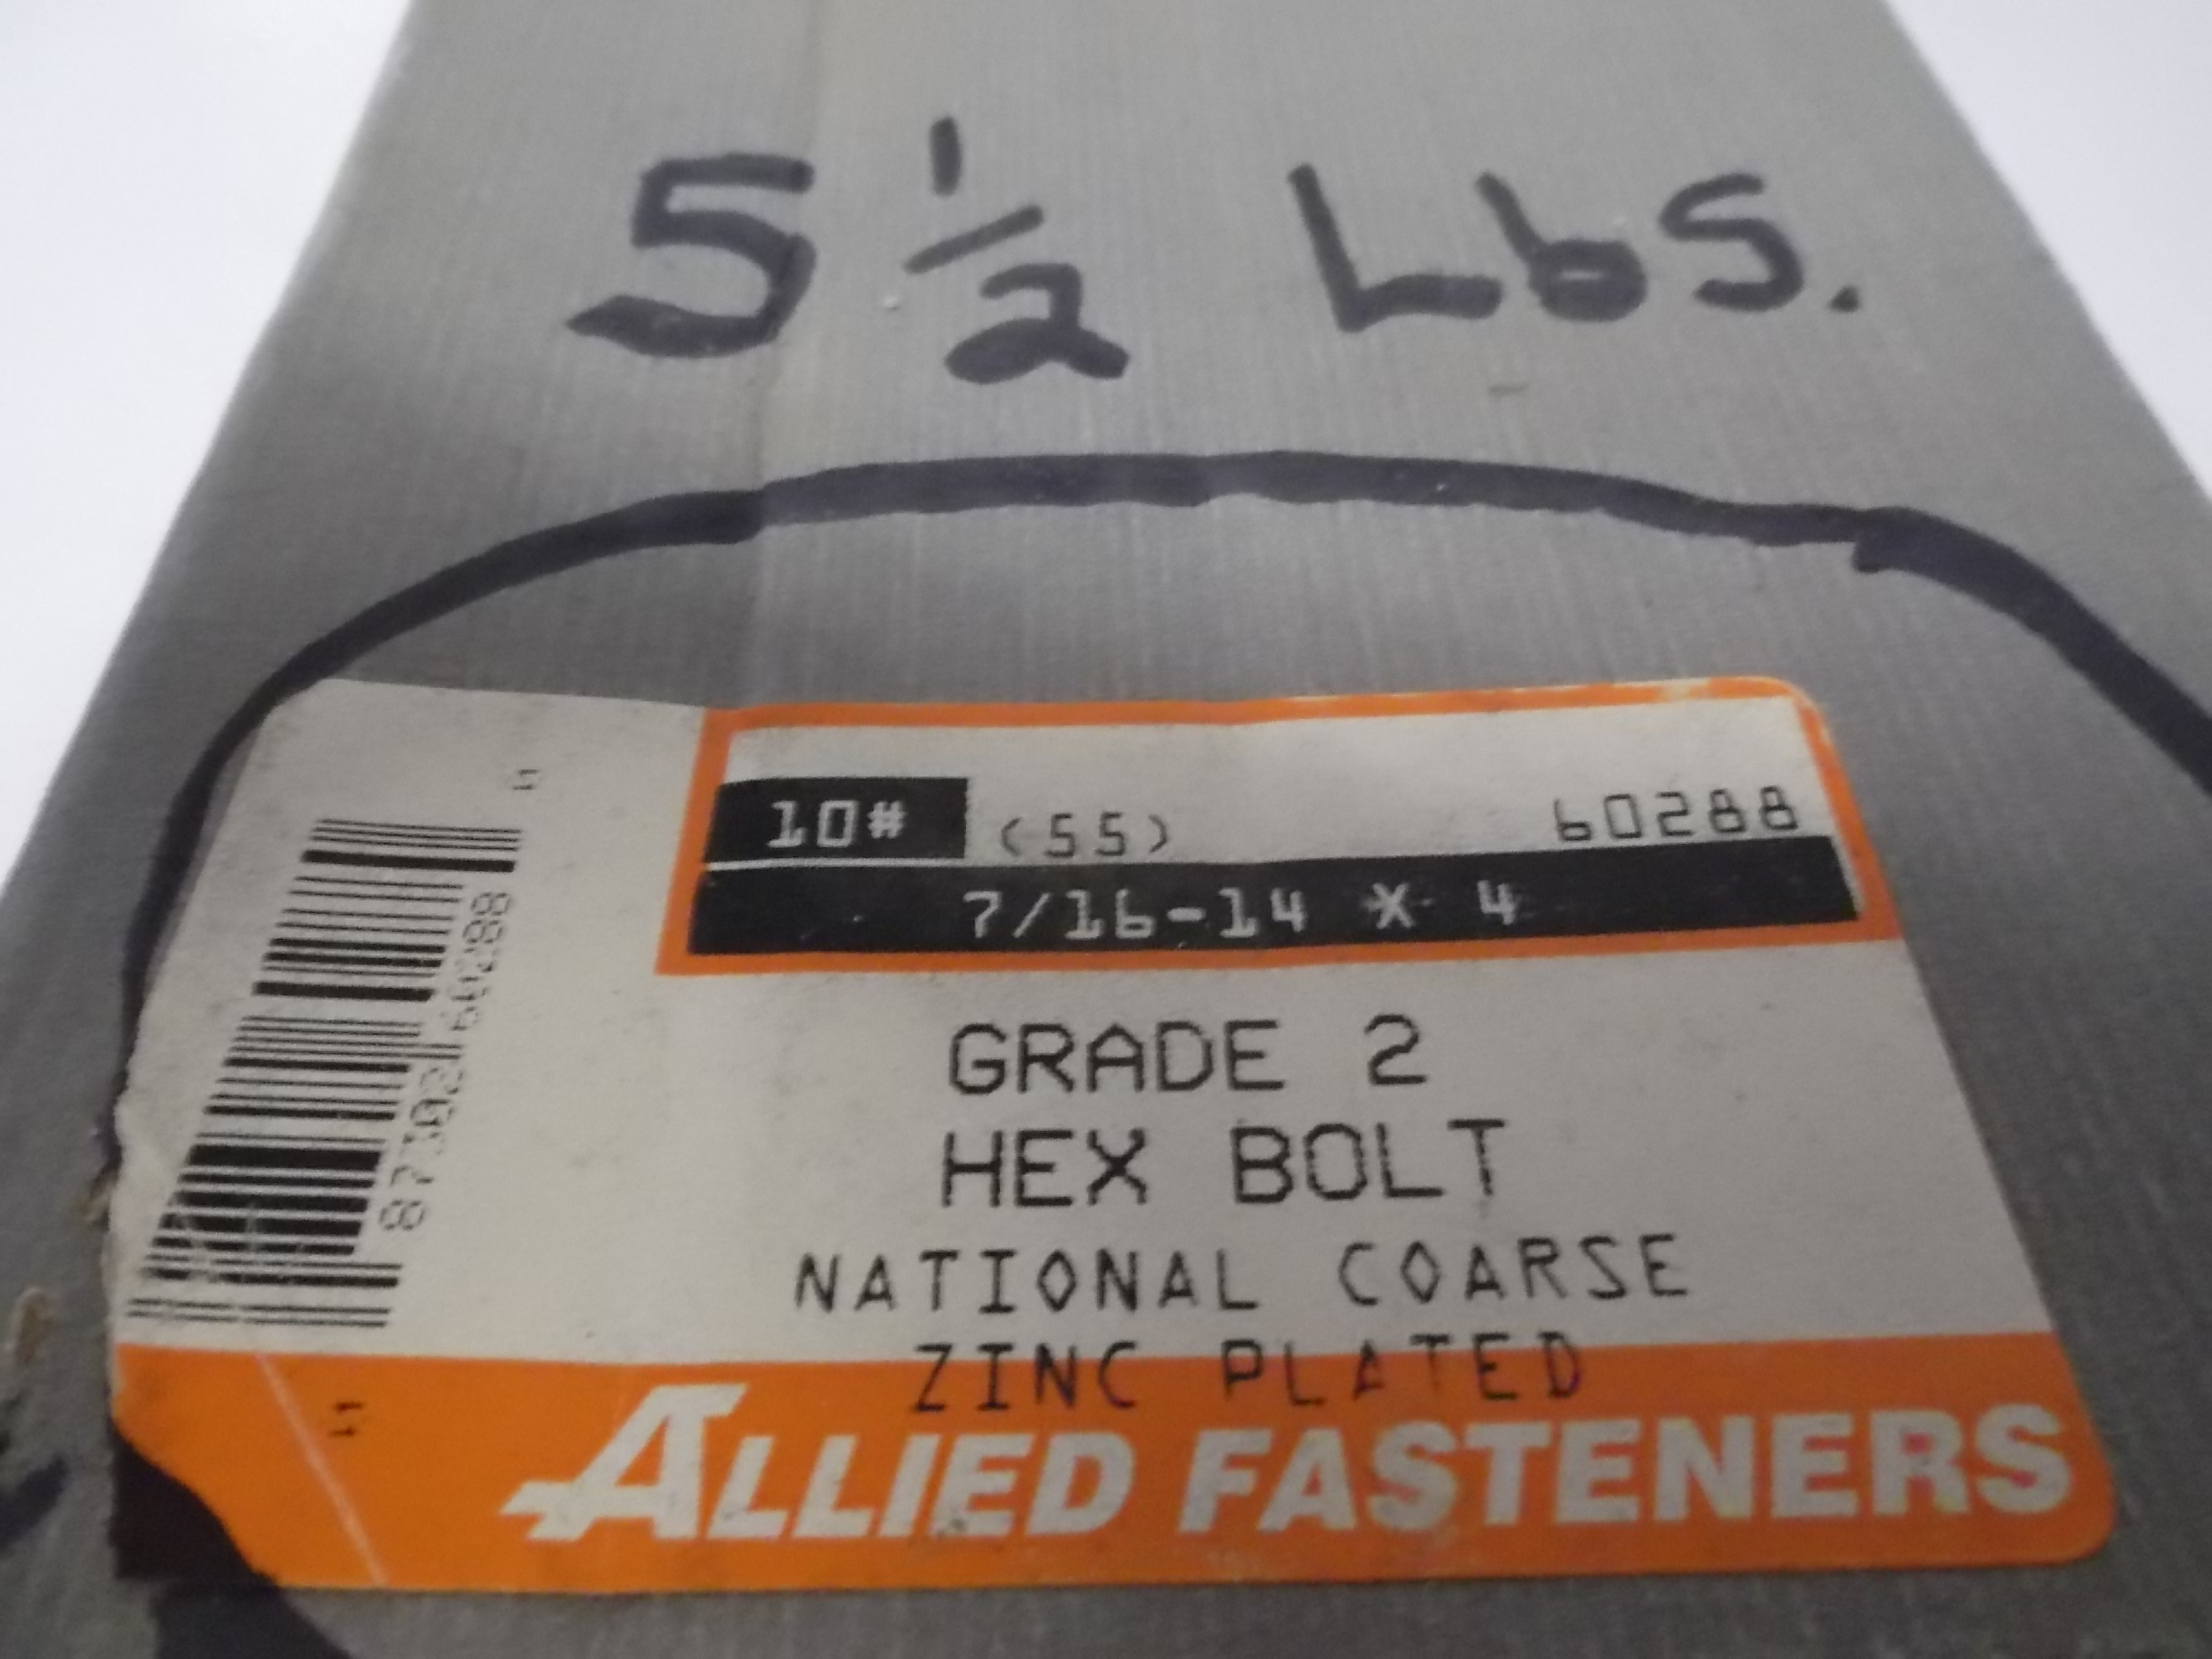 5 1/2 Lbs.
10# (55) 60288
7/16-14 X 4
GRADE 2
HEX BOLT
NATIONAL COARSE
ZINC PLATED
ALLIED FASTENERS
11